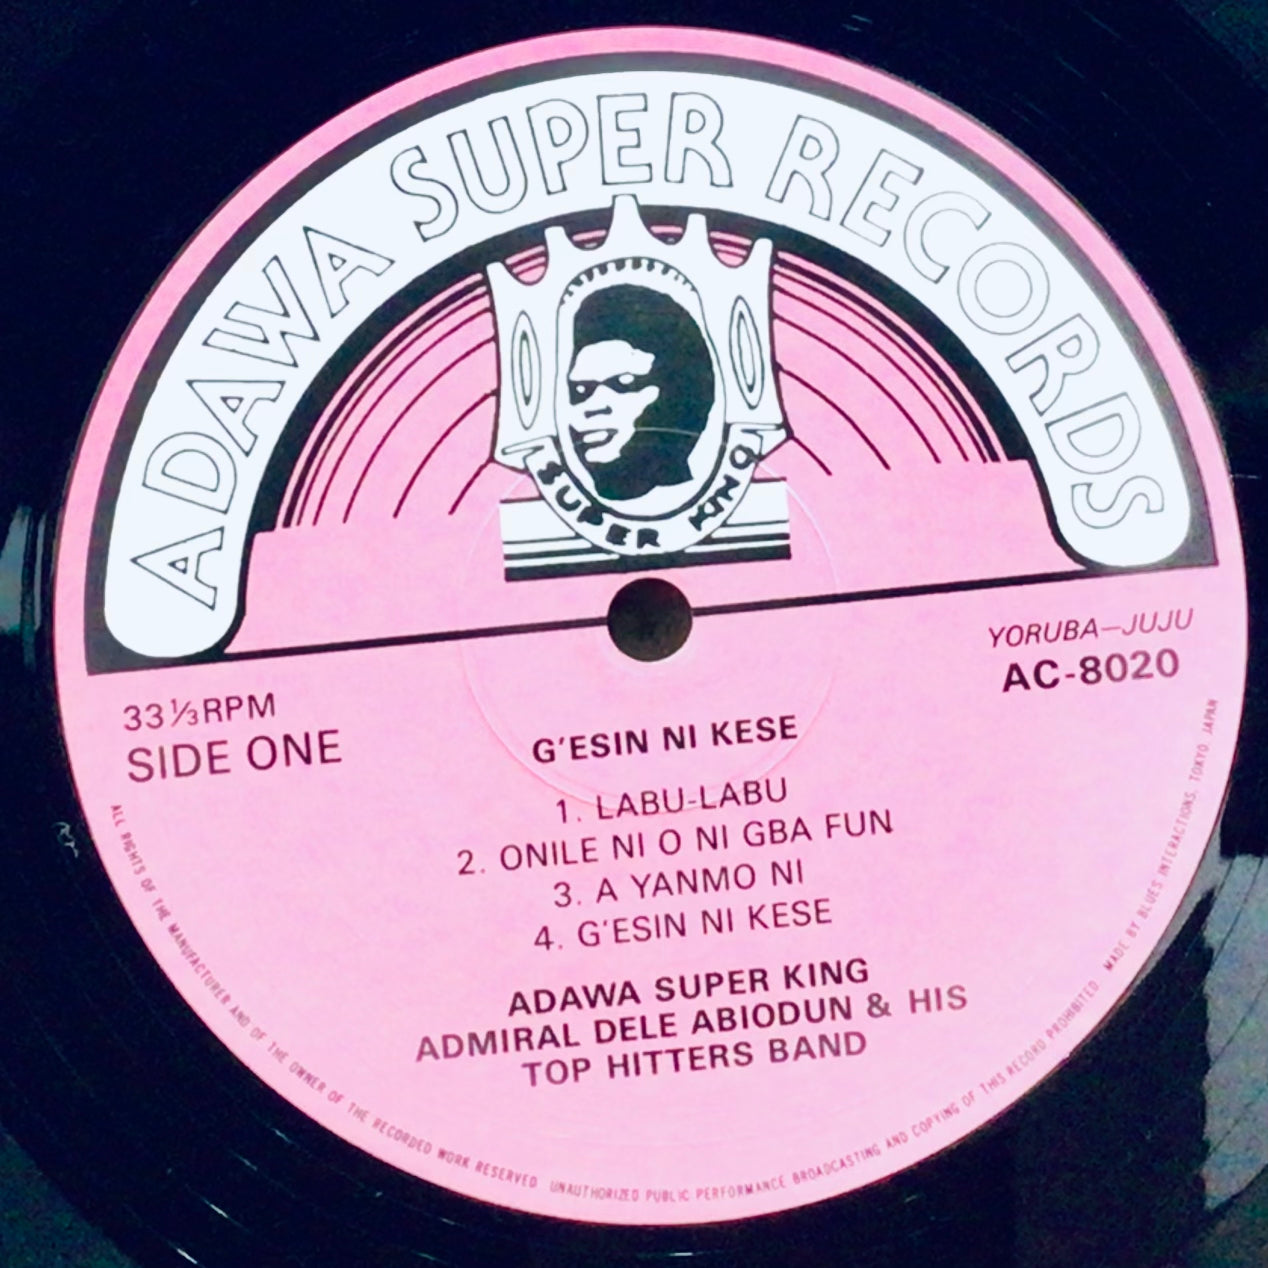 ADAWA SUPER RECORDS
SUPER KING
YORUBA–JUJU
AC-8020
33⅓RPM
SIDE ONE
G'ESIN NI KESE
1. LABU-LABU
2. ONILE NI O NI GBA FUN
3. A YANMO NI
4. G'ESIN NI KESE
ADAWA SUPER KING
ADMIRAL DELE ABIODUN & HIS
TOP HITTERS BAND
ALL RIGHTS OF THE MANUFACTURER AND OF THE OWNER OF THE RECORDED WORK RESERVED UNAUTHORIZED PUBLIC PERFORMANCE BROADCASTING AND COPYING OF THIS RECORD PROHIBITED MADE BY BLUES INTERACTIONS, TOKYO JAPAN